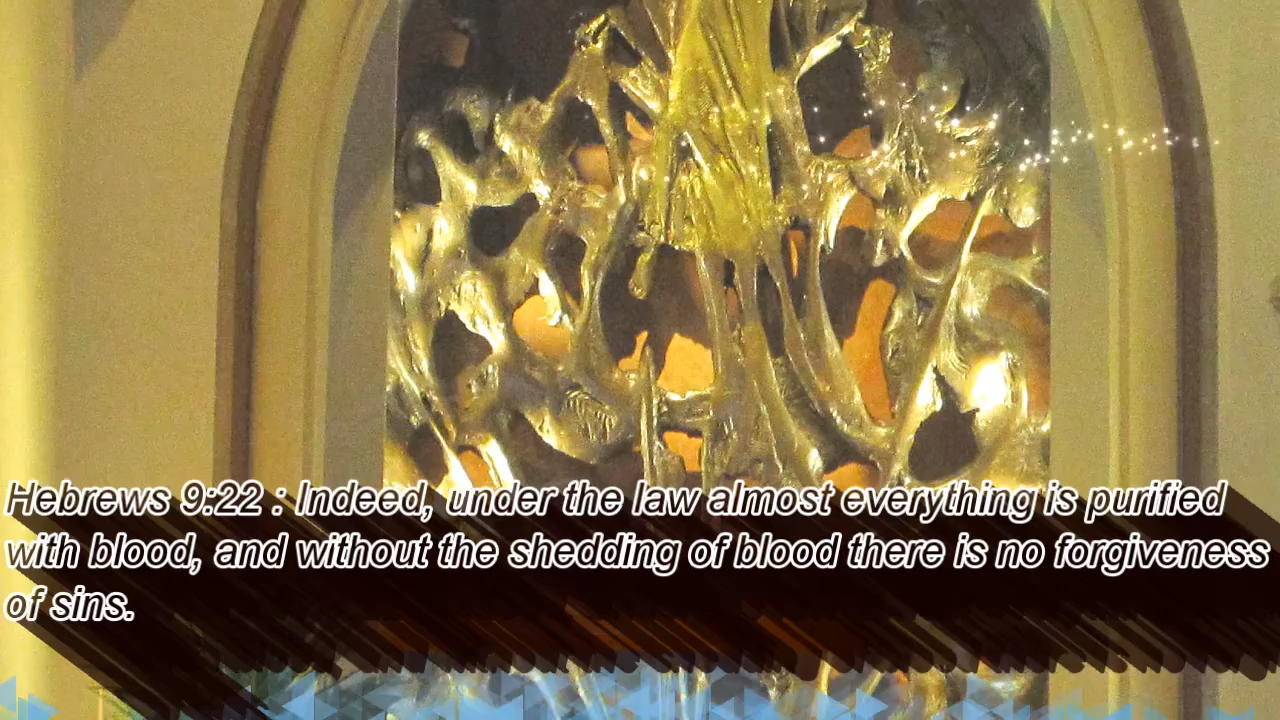 Hebrews 9:22 : Indeed, under the law almost everything is purified
with blood, and without the shedding of blood there is no forgiveness
of sins.